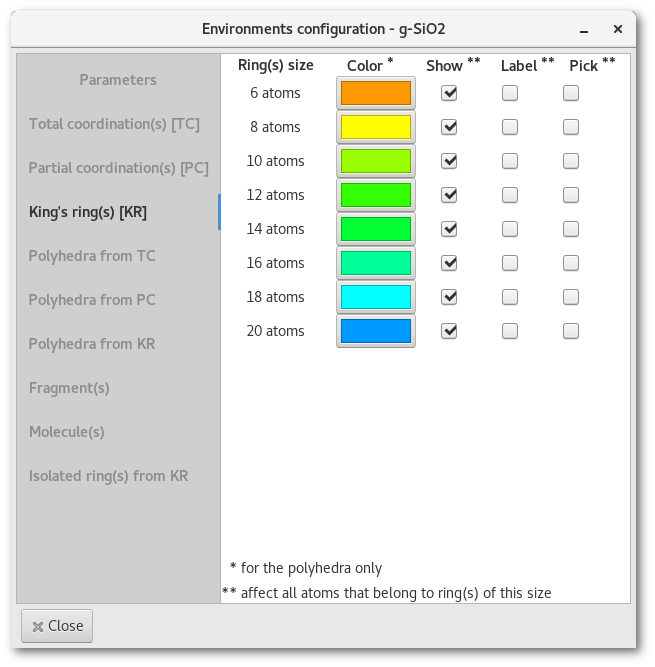 Environments configuration - g-SiO2
Parameters
Total coordination(s) [TC]
Partial coordination(s) [PC]
King's ring(s) [KR]
Polyhedra from TC
Polyhedra from PC
Polyhedra from KR
Fragment(s)
Molecule(s)
Isolated ring(s) from KR
Ring(s) size Color * Show ** Label ** Pick **
6 atoms
8 atoms
10 atoms
12 atoms
14 atoms
16 atoms
18 atoms
20 atoms
* for the polyhedra only
** affect all atoms that belong to ring(s) of this size
Close